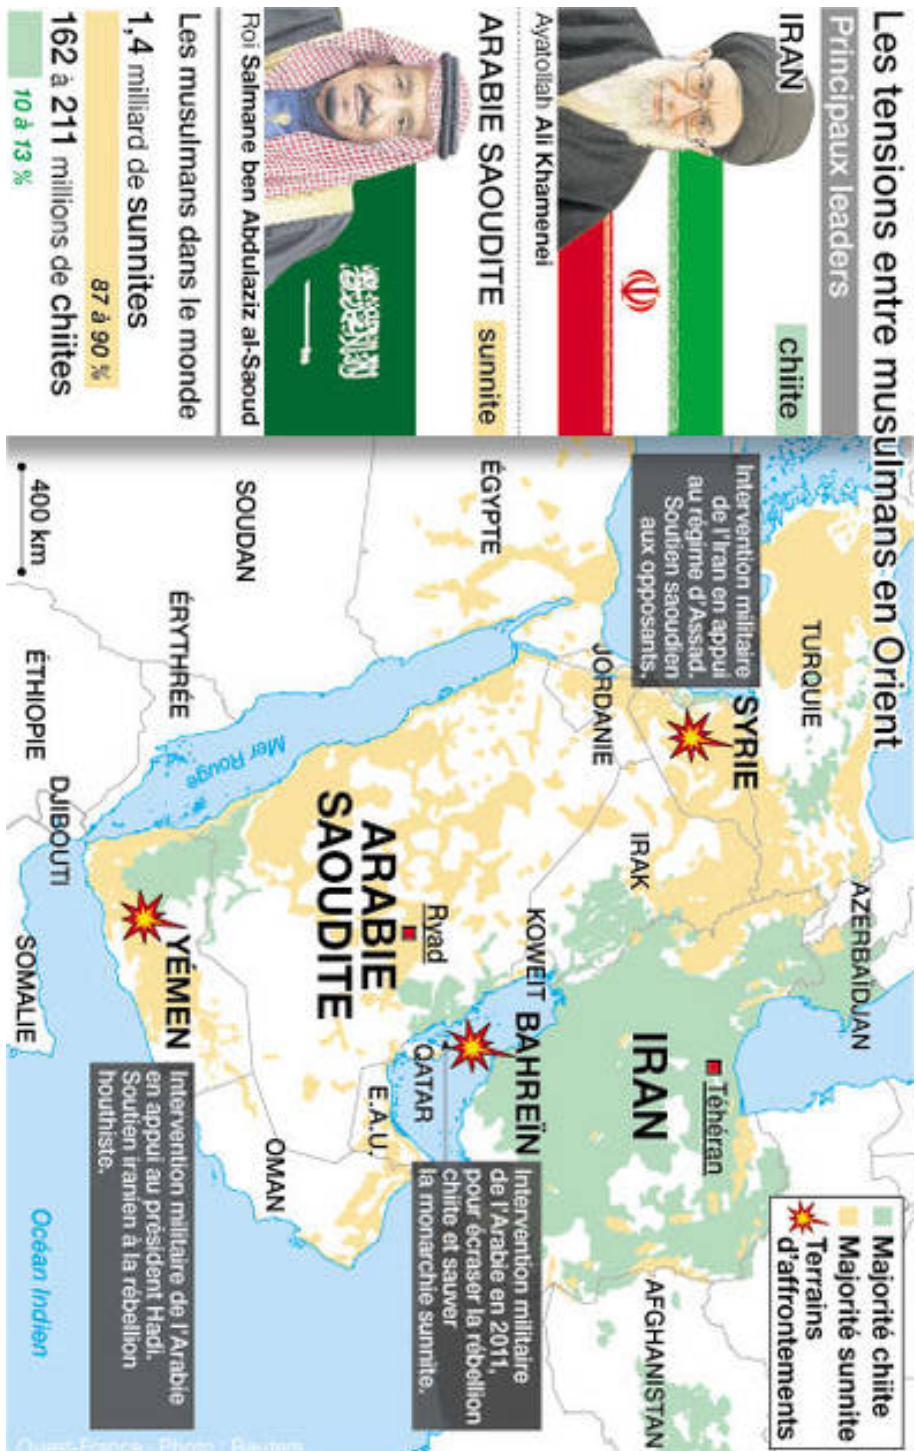 Les tensions entre musulmans en Orient
Principaux leaders
IRAN
chiite
Ayatollah Ali Khamenei
ARABIE SAOUDITE
sunnite
Roi Salmane ben Abdulaziz al-Saoud
Les musulmans dans le monde
1,4 milliard de sunnites
87 à 90 %
162 à 211 millions de chiites
10 à 13 %
Majorité chiite
Majorité sunnite
Terrains
d'affrontements
TURQUIE
AZERBAÏDJAN
Intervention militaire
de l'Iran en appui
au régime d'Assad.
Soutien saoudien
aux opposants.
SYRIE
Téhéran
IRAN
AFGHANISTAN
IRAK
JORDANIE
KOWEIT
BAHREÏN
Intervention militaire
de l'Arabie en 2011,
pour écraser la rébellion
chiite et sauver
la monarchie sunnite.
ÉGYPTE
Ryad
ARABIE
SAOUDITE
QATAR
E.A.U.
OMAN
Mer Rouge
SOUDAN
ÉRYTHRÉE
YÉMEN
Intervention militaire de l'Arabie
en appui au président Hadi.
Soutien iranien à la rébellion
houthiste.
DJIBOUTI
ÉTHIOPIE
SOMALIE
Océan Indien
400 km
Ouest-France - Photo : Reuters